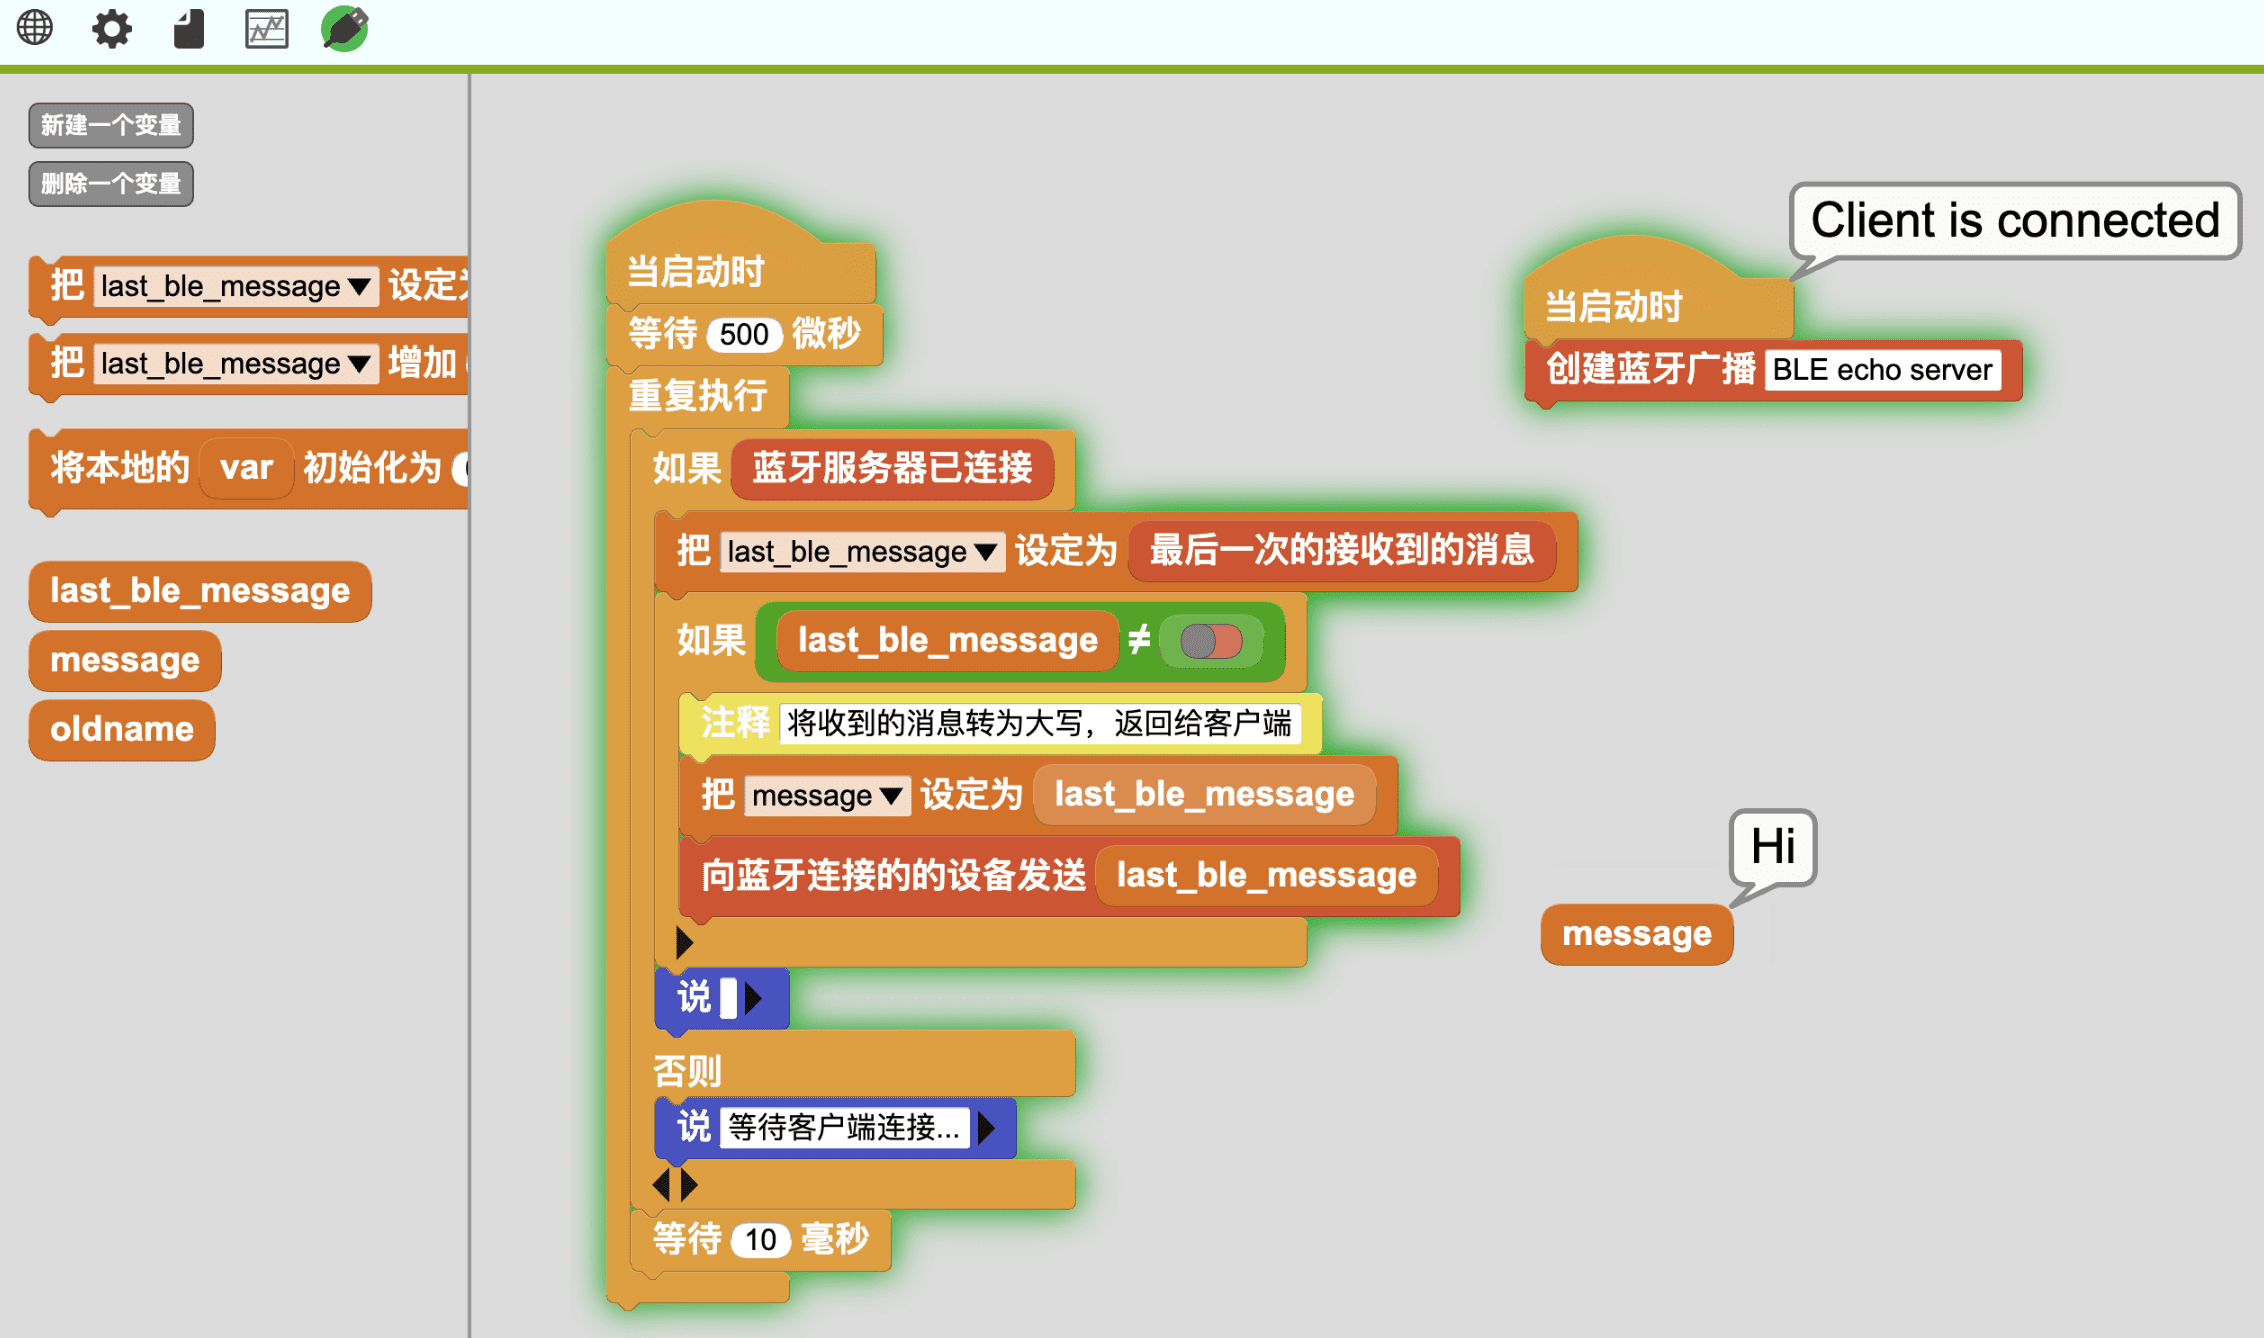 新建一个变量
删除一个变量
把 last_ble_message 设定为
把 last_ble_message 增加
将本地的 var 初始化为
last_ble_message
message
oldname
当启动时
等待 500 微秒
重复执行
如果 蓝牙服务器已连接
把 last_ble_message 设定为 最后一次的接收到的消息
如果 last_ble_message ≠
注释 将收到的消息转为大写，返回给客户端
把 message 设定为 last_ble_message
向蓝牙连接的的设备发送 last_ble_message
说
否则
说 等待客户端连接...
等待 10 毫秒
Client is connected
当启动时
创建蓝牙广播 BLE echo server
Hi
message